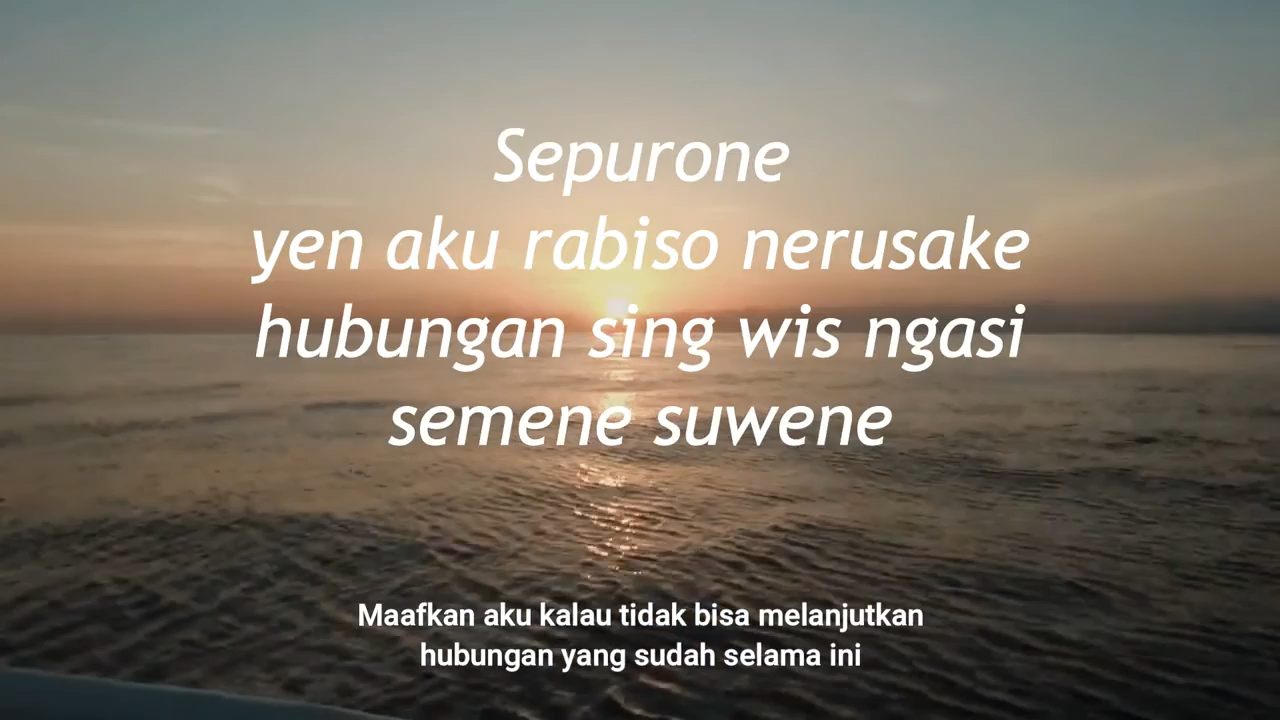 Sepurone
yen aku rabiso nerusake
hubungan sing wis ngasi
semene suwene
Maafkan aku kalau tidak bisa melanjutkan
hubungan yang sudah selama ini